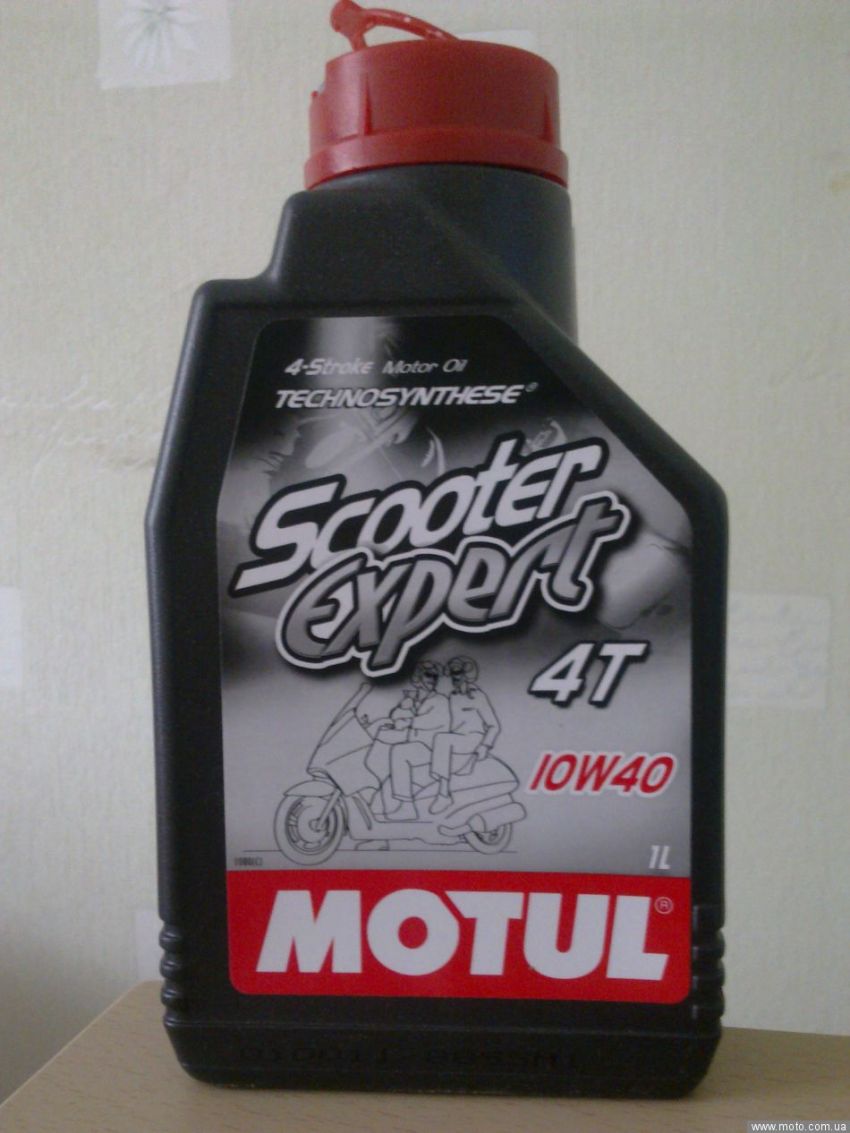 4-Stroke Motor Oil
TECHNOSYNTHESE®
Scooter
Expert
4T
10W40
1L
MOTUL®
www.moto.com.ua